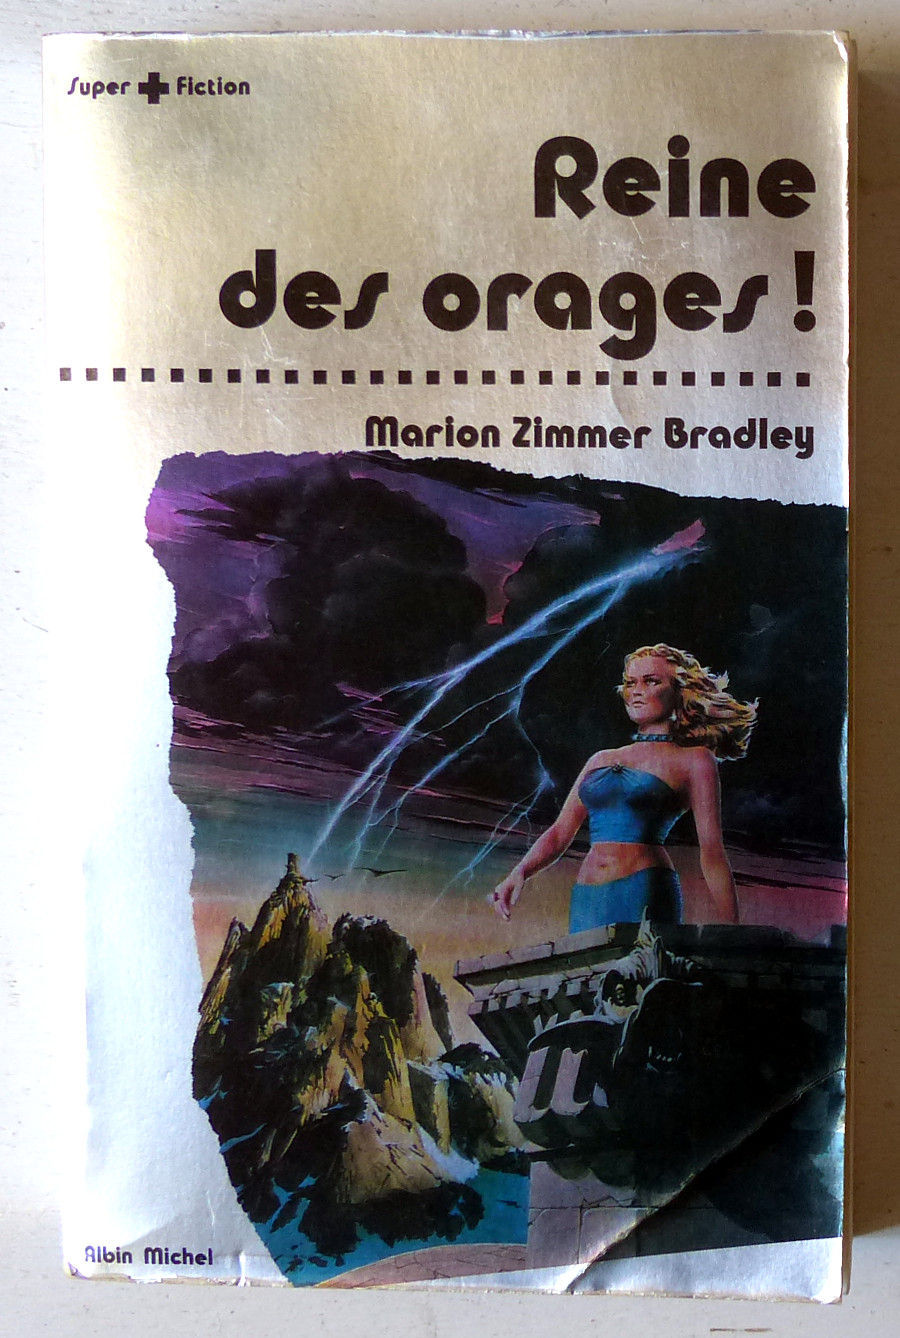 Super + Fiction
Reine
des orages !
Marion Zimmer Bradley
Albin Michel